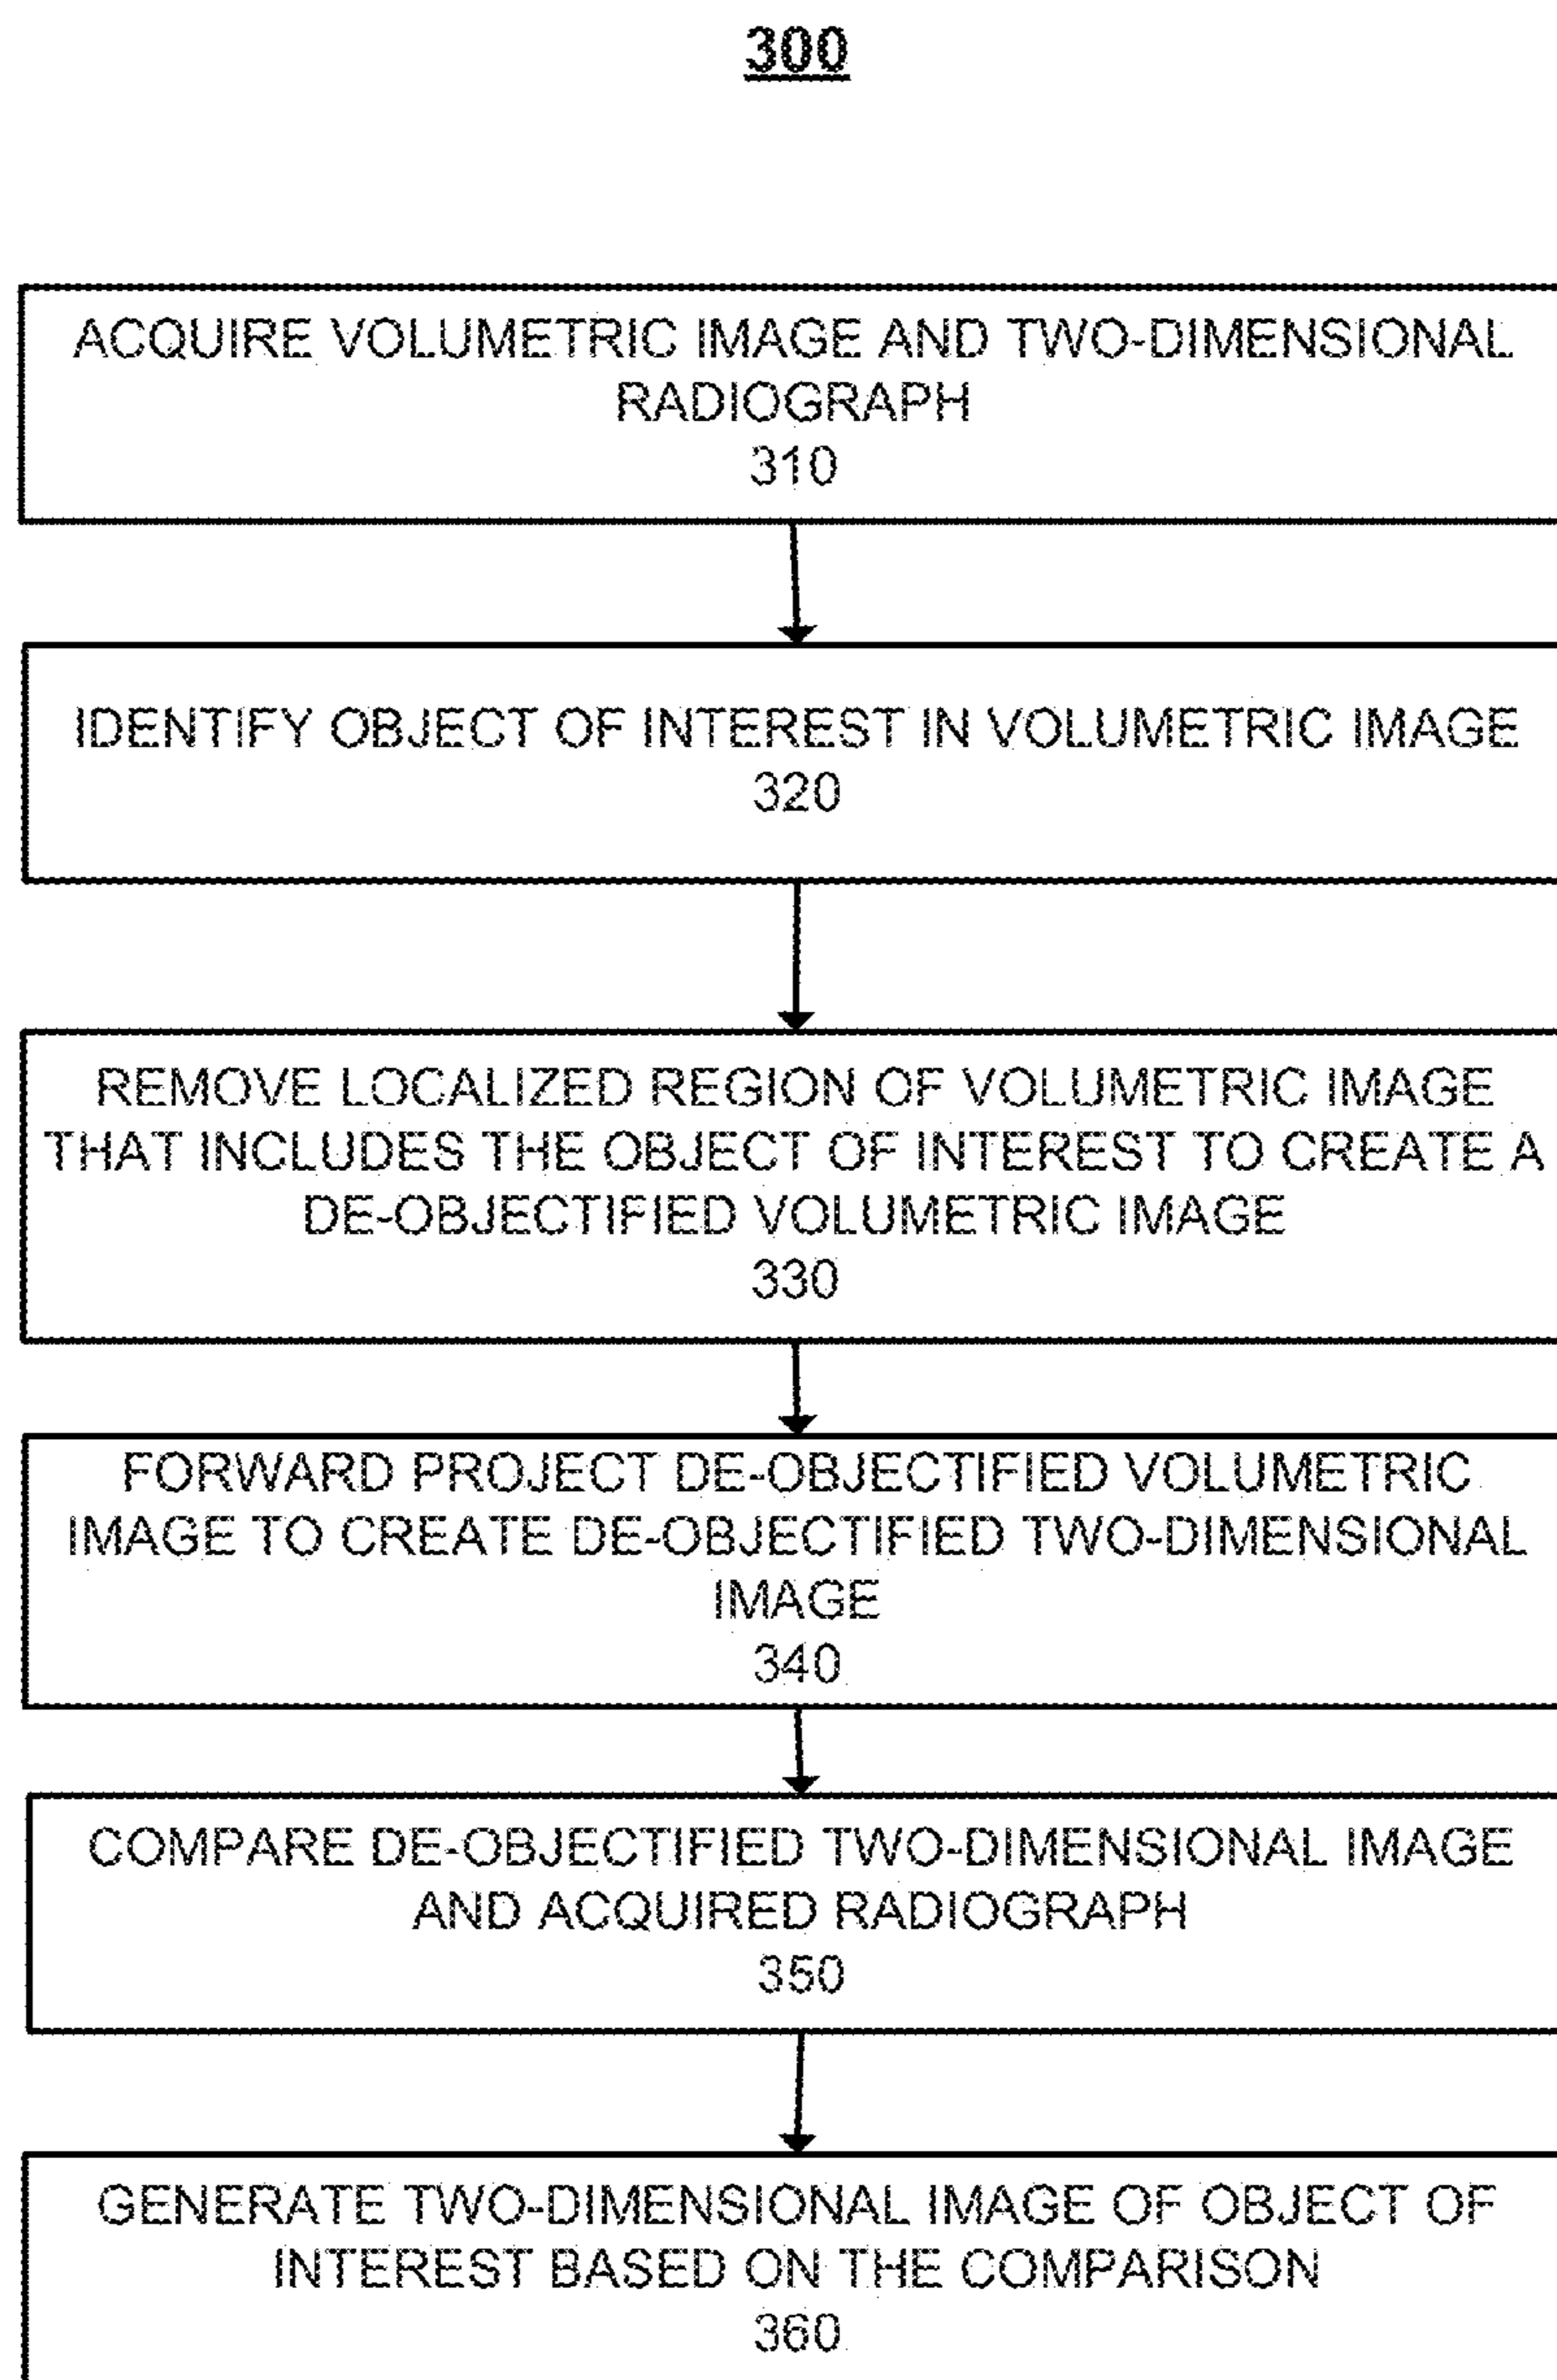 300
ACQUIRE VOLUMETRIC IMAGE AND TWO-DIMENSIONAL
RADIOGRAPH
310
IDENTIFY OBJECT OF INTEREST IN VOLUMETRIC IMAGE
320
REMOVE LOCALIZED REGION OF VOLUMETRIC IMAGE
THAT INCLUDES THE OBJECT OF INTEREST TO CREATE A
DE-OBJECTIFIED VOLUMETRIC IMAGE
330
FORWARD PROJECT DE-OBJECTIFIED VOLUMETRIC
IMAGE TO CREATE DE-OBJECTIFIED TWO-DIMENSIONAL
IMAGE
340
COMPARE DE-OBJECTIFIED TWO-DIMENSIONAL IMAGE
AND ACQUIRED RADIOGRAPH
350
GENERATE TWO-DIMENSIONAL IMAGE OF OBJECT OF
INTEREST BASED ON THE COMPARISON
360